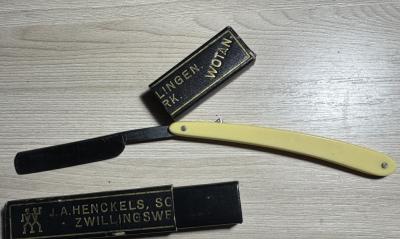 LINGEN.
RK.
WOTAN.
J.A.HENCKELS, SO
ZWILLINGSWE